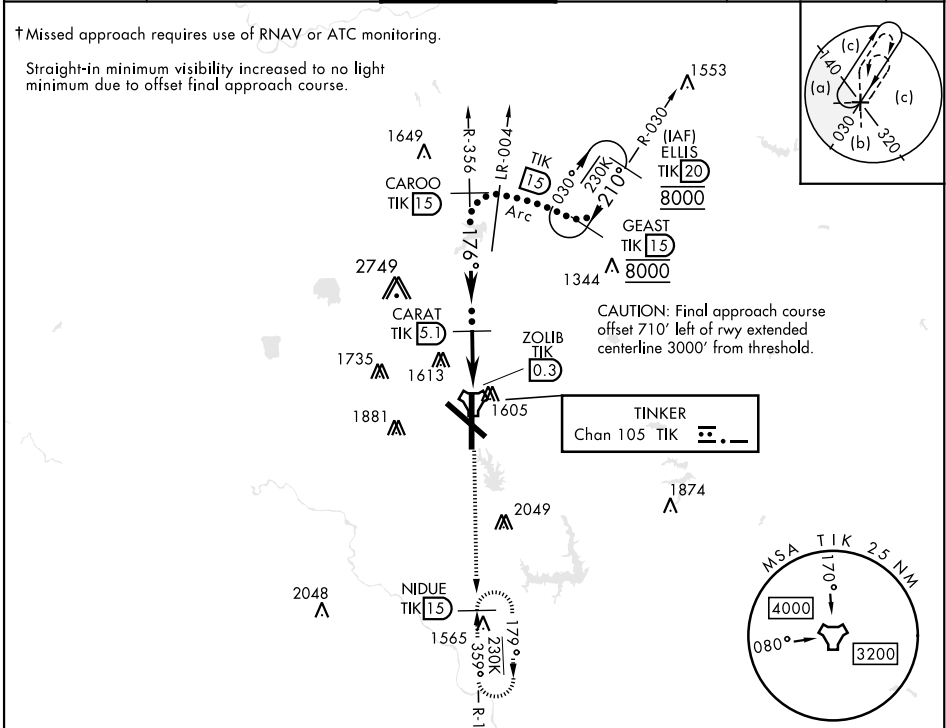 †Missed approach requires use of RNAV or ATC monitoring.
Straight-in minimum visibility increased to no light
minimum due to offset final approach course.
(c)
140
(a)
(c)
030
(b)
320
1553
R-030
(IAF)
ELLIS
TIK 20
8000
1649
R-356
LR-004
TIK
15
030°
230K
210°
CAROO
TIK 15
Arc
GEAST
TIK 15
8000
1344
176°
2749
CARAT
TIK 5.1
CAUTION: Final approach course
offset 710' left of rwy extended
centerline 3000' from threshold.
ZOLIB
TIK
0.3
1735
1613
1605
1881
TINKER
Chan 105 TIK
1874
2049
MSA TIK 25 NM
170°
4000
080°
3200
2048
NIDUE
TIK 15
1565
359°
230K
179°
R-1